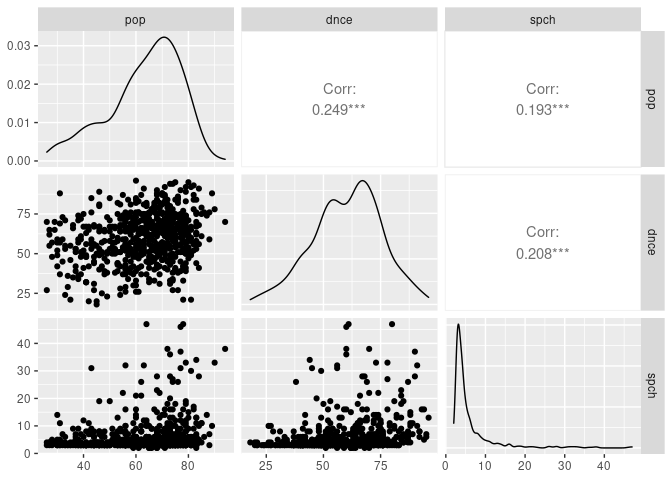 pop dnce spch
0.03
0.02
0.01
0.00
Corr:
0.249***
Corr:
0.193***
pop
75
50
25
Corr:
0.208***
dnce
40
30
20
10
0
spch
40 60 80
25 50 75
0 10 20 30 40